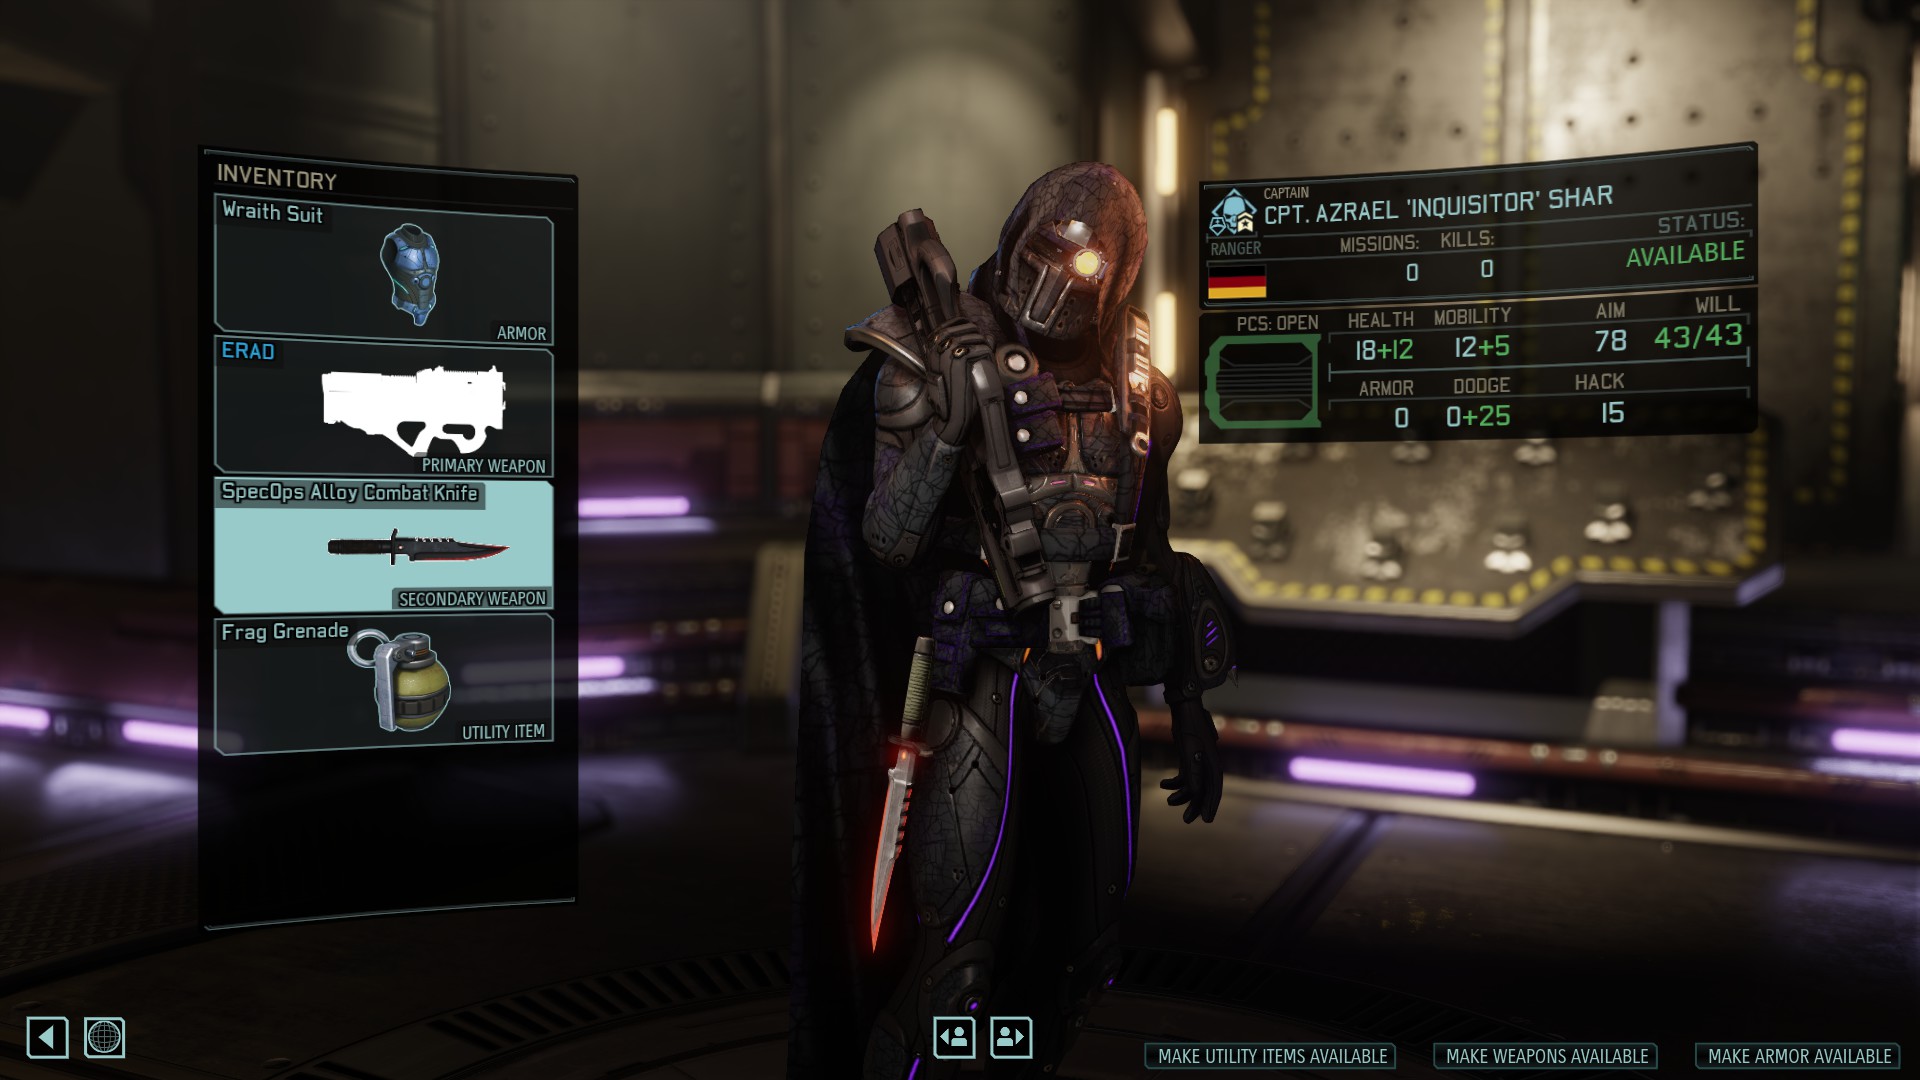 INVENTORY
Wraith Suit
ARMOR
ERAD
PRIMARY WEAPON
SpecOps Alloy Combat Knife
SECONDARY WEAPON
Frag Grenade
UTILITY ITEM
CAPTAIN
CPT. AZRAEL 'INQUISITOR' SHAR
RANGER
MISSIONS: KILLS: STATUS:
0 0 AVAILABLE
PCS: OPEN HEALTH MOBILITY AIM WILL
18+12 12+5 78 43/43
ARMOR DODGE HACK
0 0+25 15
MAKE UTILITY ITEMS AVAILABLE
MAKE WEAPONS AVAILABLE
MAKE ARMOR AVAILABLE